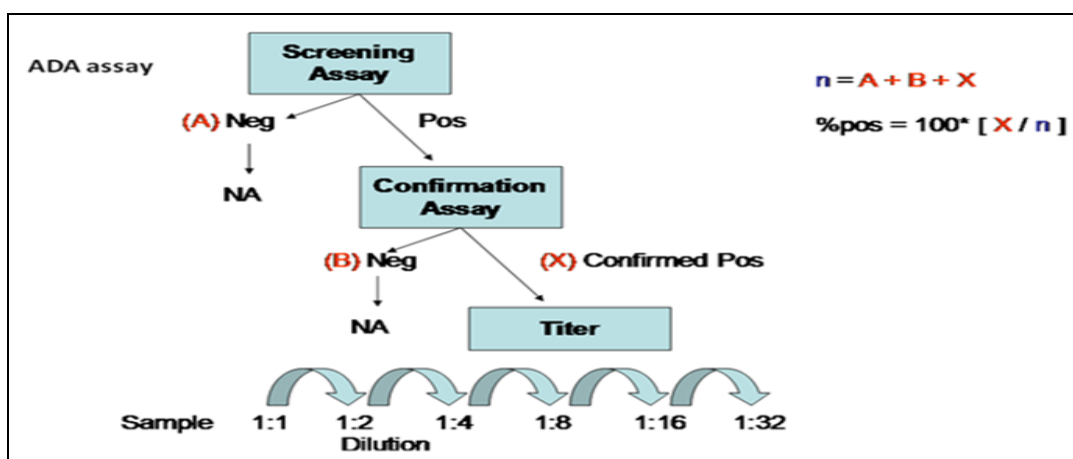 ADA assay
Screening
Assay
n = A + B + X
%pos = 100* [ X / n ]
(A) Neg
Pos
NA
Confirmation
Assay
(B) Neg
(X) Confirmed Pos
NA
Titer
Sample 1:1 1:2 1:4 1:8 1:16 1:32
Dilution